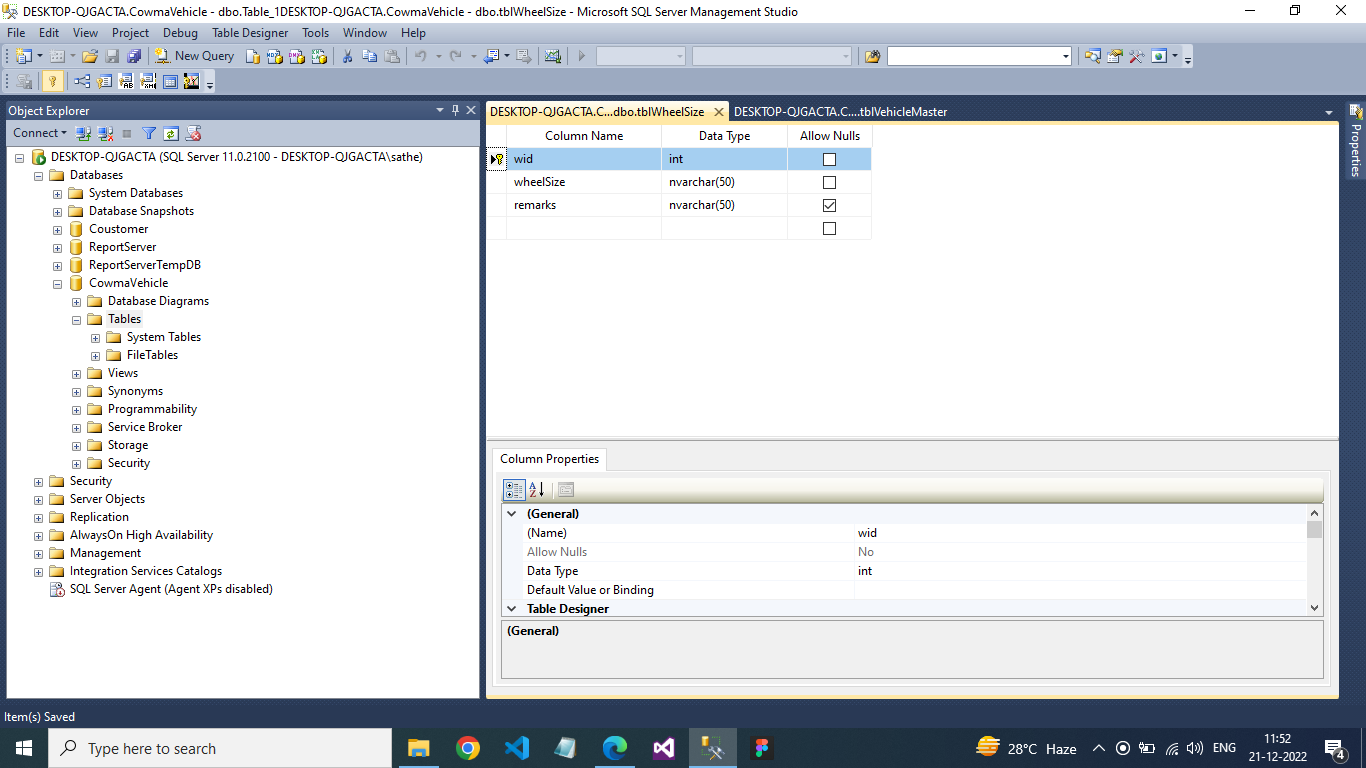 DESKTOP-QJGACTA.CowmaVehicle - dbo.Table_1DESKTOP-QJGACTA.CowmaVehicle - dbo.tblWheelSize - Microsoft SQL Server Management Studio
File Edit View Project Debug Table Designer Tools Window Help
New Query
Object Explorer
Connect
DESKTOP-QJGACTA (SQL Server 11.0.2100 - DESKTOP-QJGACTA\sathe)
Databases
System Databases
Database Snapshots
Coustomer
ReportServer
ReportServerTempDB
CowmaVehicle
Database Diagrams
Tables
System Tables
FileTables
Views
Synonyms
Programmability
Service Broker
Storage
Security
Security
Server Objects
Replication
AlwaysOn High Availability
Management
Integration Services Catalogs
SQL Server Agent (Agent XPs disabled)
DESKTOP-QJGACTA.C...dbo.tblWheelSize DESKTOP-QJGACTA.C....tblVehicleMaster
Column Name Data Type Allow Nulls
wid int
wheelSize nvarchar(50)
remarks nvarchar(50)
Column Properties
(General)
(Name) wid
Allow Nulls No
Data Type int
Default Value or Binding
Table Designer
(General)
Properties
Item(s) Saved
Type here to search
28°C Haze
ENG
11:52
21-12-2022
4